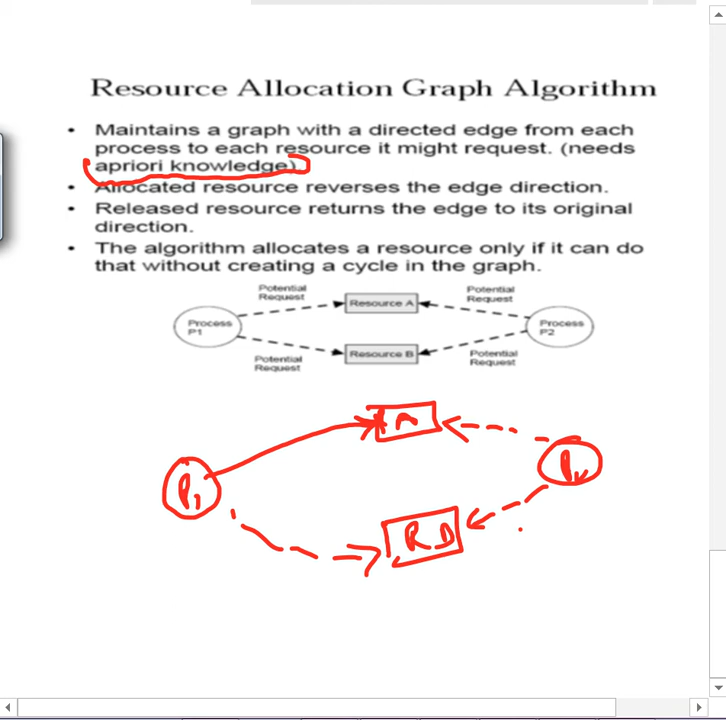 Resource Allocation Graph Algorithm
• Maintains a graph with a directed edge from each
process to each resource it might request. (needs
apriori knowledge)
• Allocated resource reverses the edge direction.
• Released resource returns the edge to its original
direction.
• The algorithm allocates a resource only if it can do
that without creating a cycle in the graph.
Potential
Request
Potential
Request
Resource A
Process
P1
Process
P2
Resource B
Potential
Request
Potential
Request
A
P1
R D